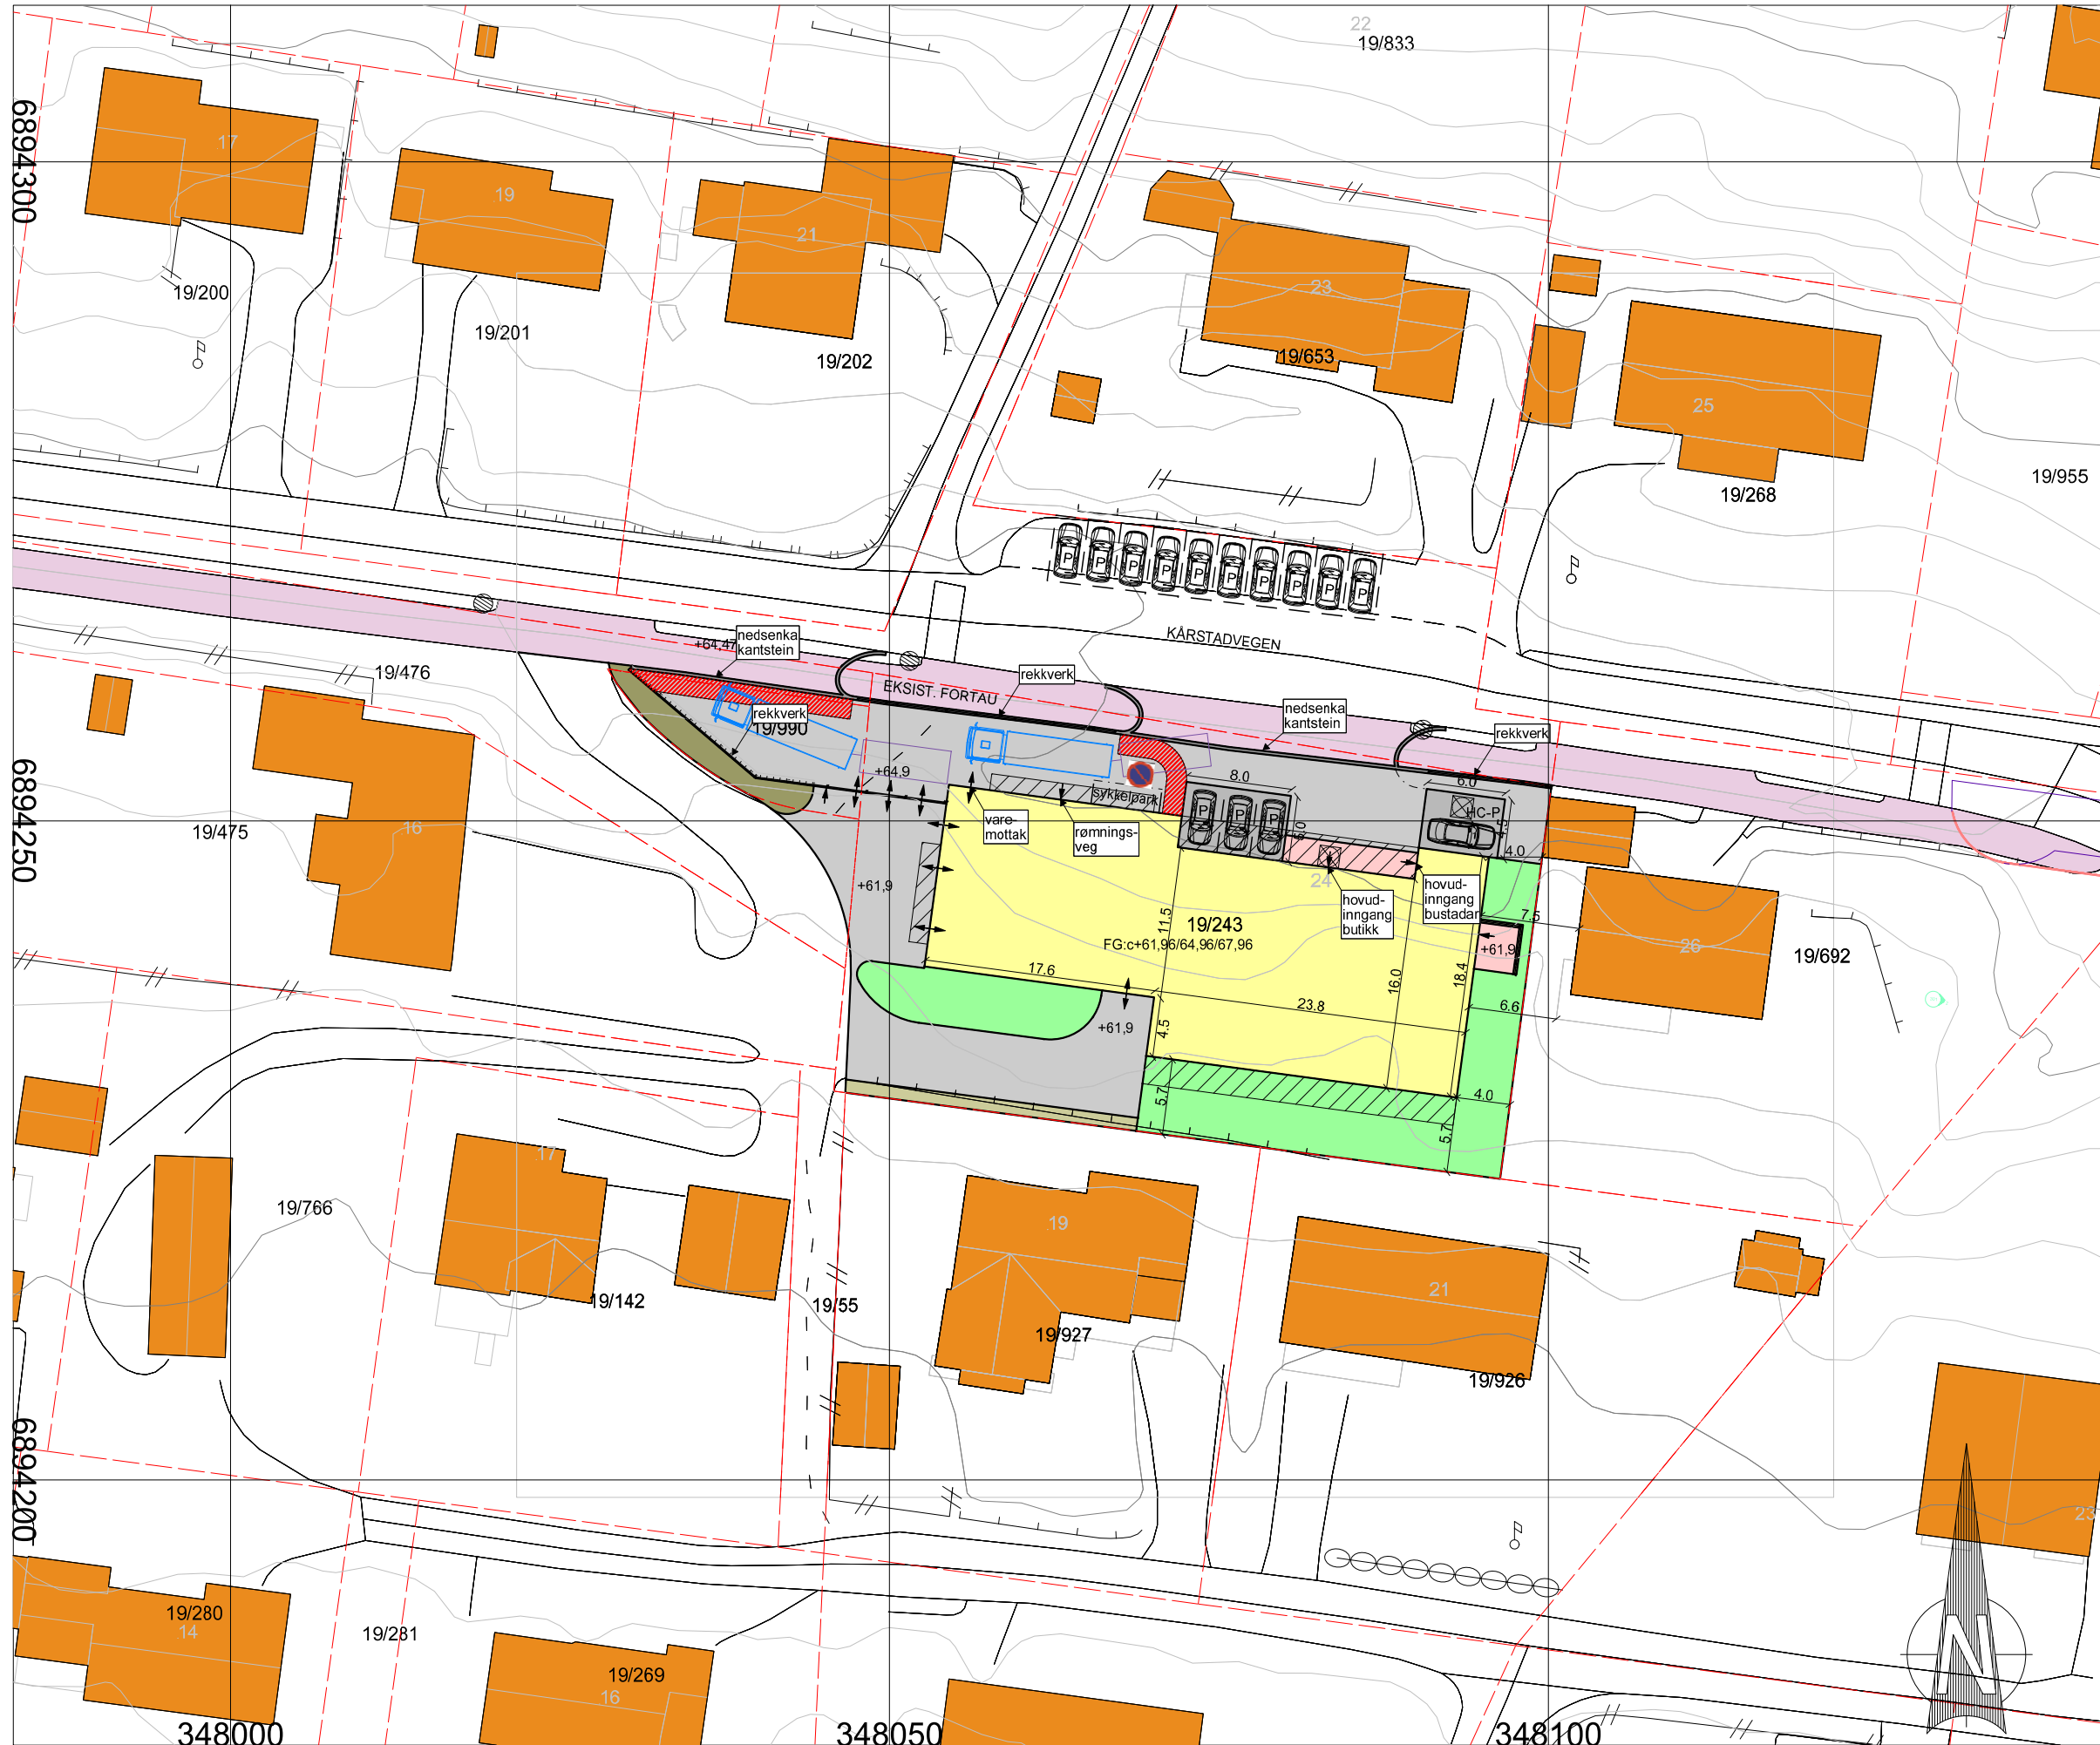 22
19/833
6894300
17
19
21
23
19/200
19/201
19/202
19/653
25
19/268
19/955
P
P
P
P
P
P
P
P
P
P
KÅRSTADVEGEN
+64,47
nedsenka
kantstein
rekkverk
EKSIST. FORTAU
nedsenka
kantstein
rekkverk
19/476
rekkverk
19/990
+64.9
sykkelpark
8.0
6.0
HC-P
6894250
19/475
16
vare-
mottak
rømnings-
veg
P
P
P
4.0
24
+61,9
hovud-
inngang
butikk
hovud-
inngang
bustadar
11.5
19/243
FG:c+61,96/64,96/67,96
7.5
+61,9
26
19/692
17.6
16.0
18.4
23.8
6.6
+61,9
4.5
5.7
4.0
5.7
17
19/766
19/142
19/55
19
19/927
21
19/926
6894200
23
19/280
14
19/281
19/269
16
N
348000
348050
348100